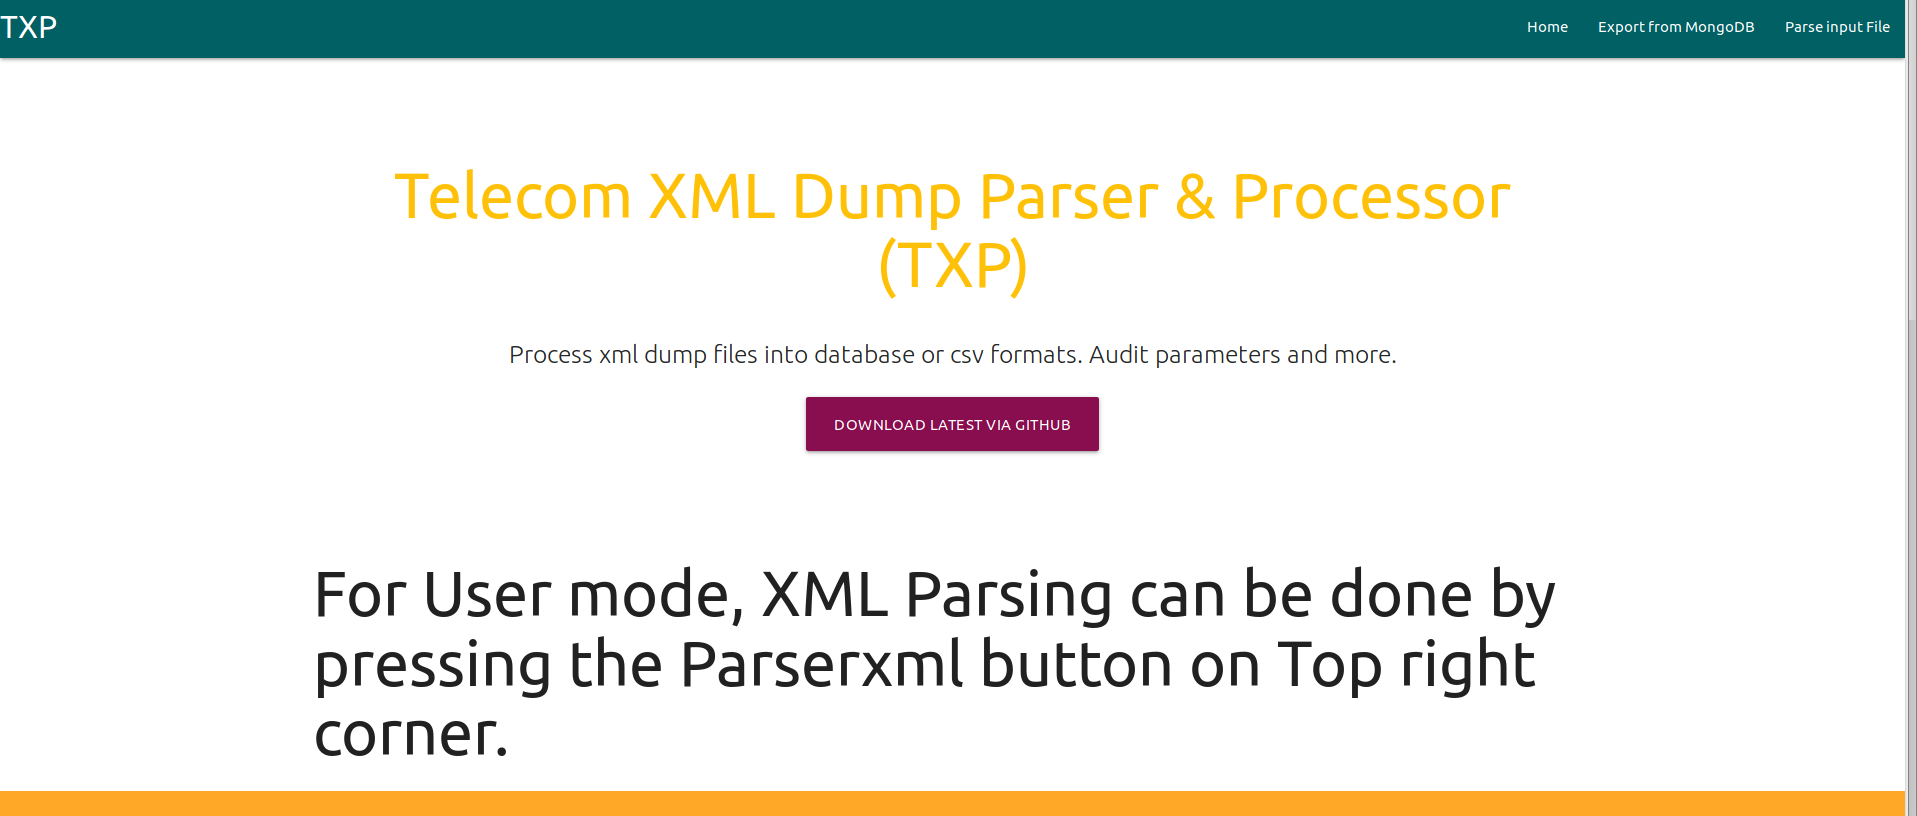 TXP
Home Export from MongoDB Parse input File
Telecom XML Dump Parser & Processor
(TXP)
Process xml dump files into database or csv formats. Audit parameters and more.
DOWNLOAD LATEST VIA GITHUB
For User mode, XML Parsing can be done by
pressing the Parserxml button on Top right
corner.